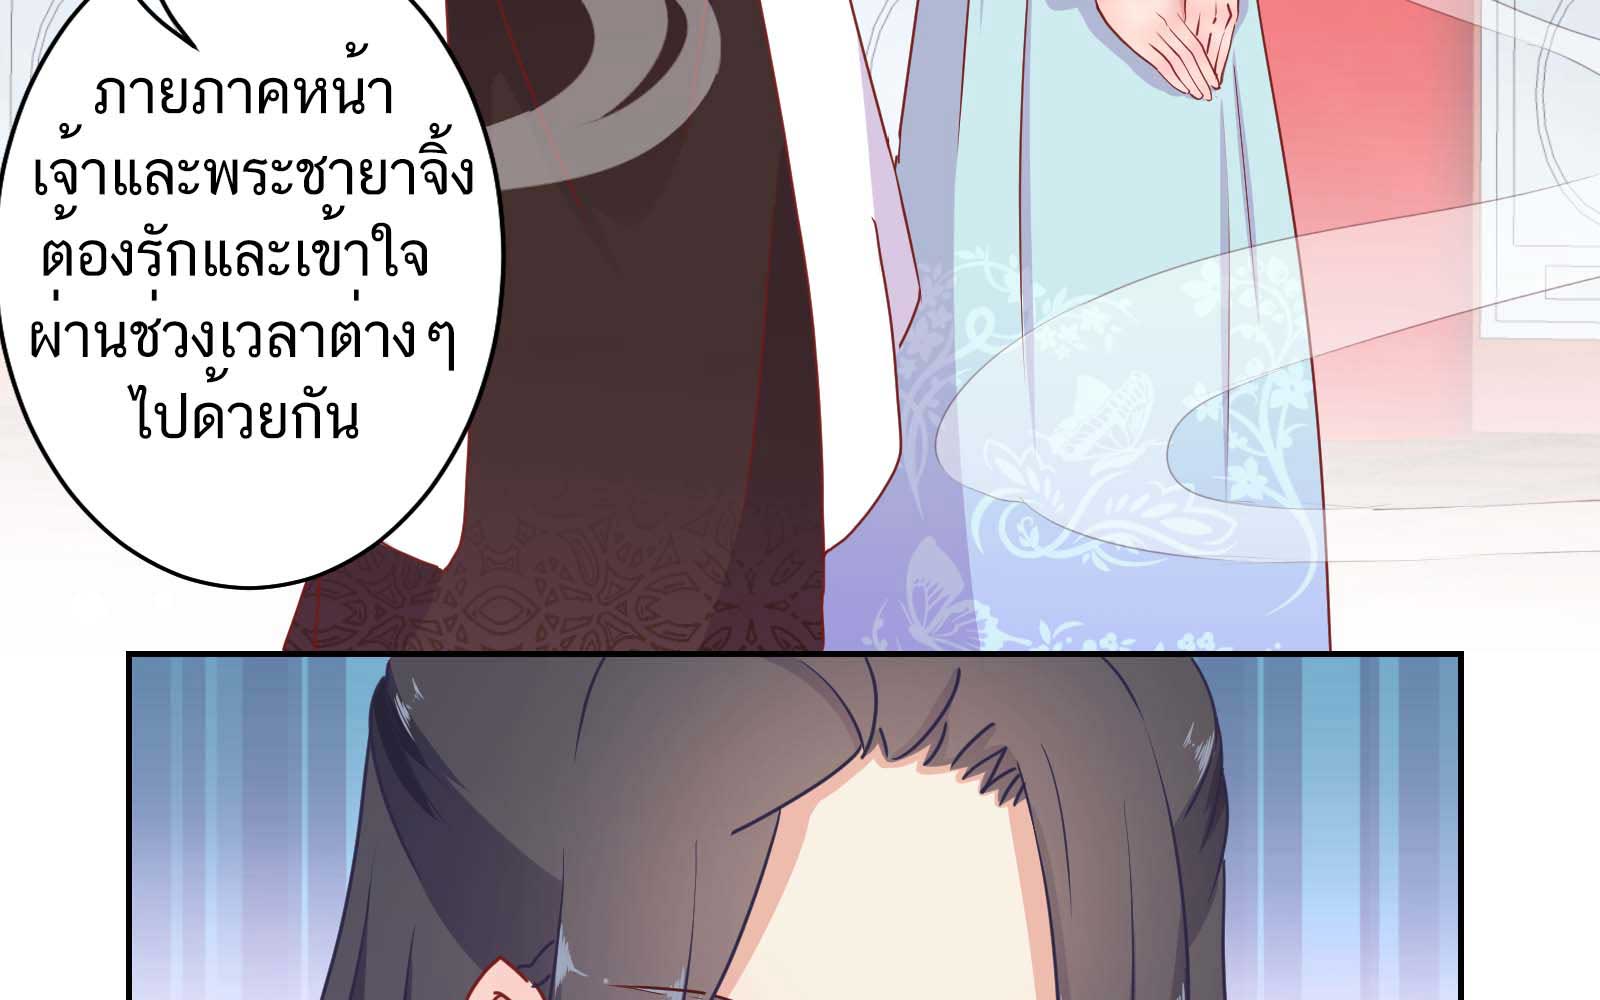 ภายภาคหน้า
เจ้าและพระชายาจิ้ง
ต้องรักและเข้าใจ
ผ่านช่วงเวลาต่างๆ
ไปด้วยกัน